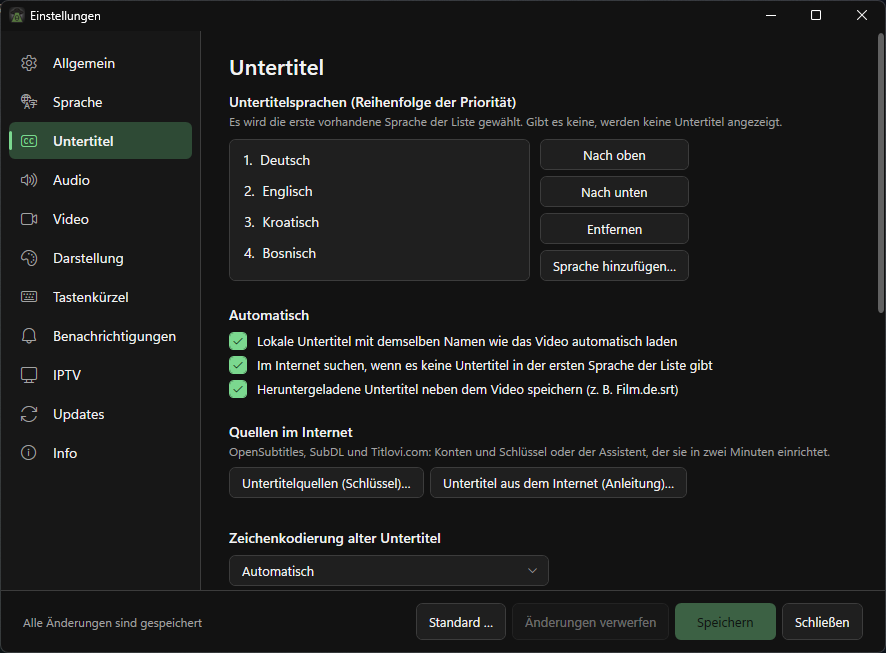 Einstellungen
Allgemein
Sprache
Untertitel
Audio
Video
Darstellung
Tastenkürzel
Benachrichtigungen
IPTV
Updates
Info
Untertitel
Untertitelsprachen (Reihenfolge der Priorität)
Es wird die erste vorhandene Sprache der Liste gewählt. Gibt es keine, werden keine Untertitel angezeigt.
1. Deutsch
2. Englisch
3. Kroatisch
4. Bosnisch
Nach oben
Nach unten
Entfernen
Sprache hinzufügen...
Automatisch
Lokale Untertitel mit demselben Namen wie das Video automatisch laden
Im Internet suchen, wenn es keine Untertitel in der ersten Sprache der Liste gibt
Heruntergeladene Untertitel neben dem Video speichern (z. B. Film.de.srt)
Quellen im Internet
OpenSubtitles, SubDL und Titlovi.com: Konten und Schlüssel oder der Assistent, der sie in zwei Minuten einrichtet.
Untertitelquellen (Schlüssel)...
Untertitel aus dem Internet (Anleitung)...
Zeichenkodierung alter Untertitel
Automatisch
Alle Änderungen sind gespeichert
Standard ...
Änderungen verwerfen
Speichern
Schließen